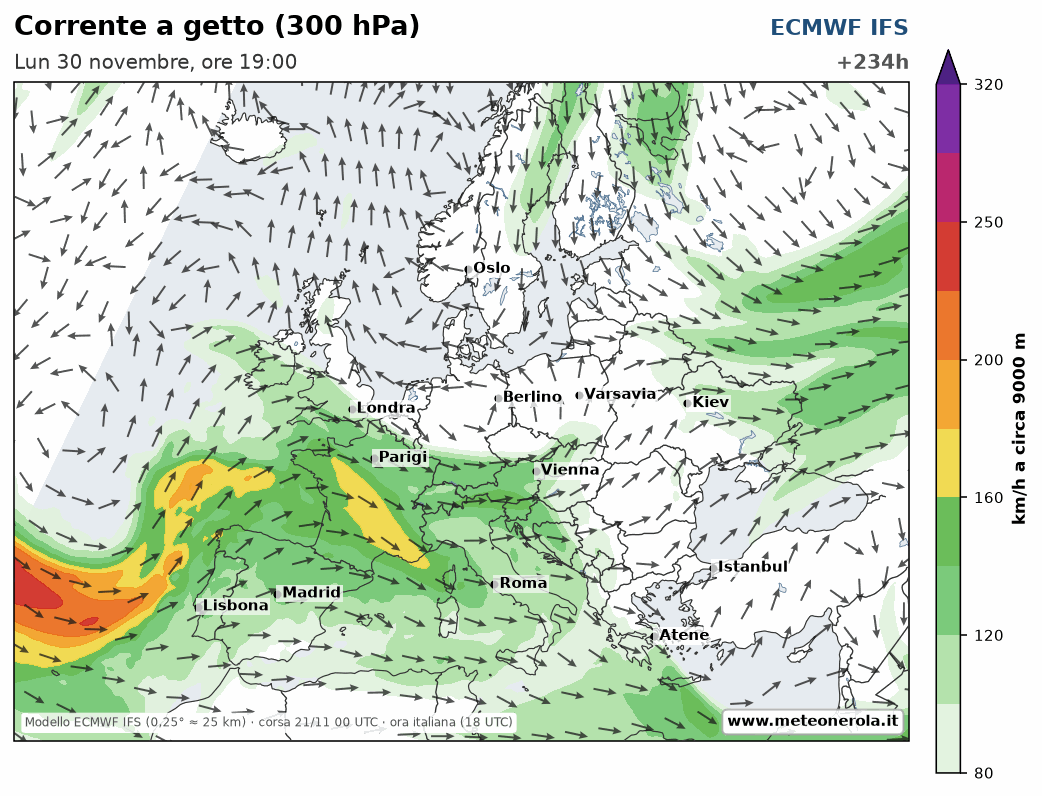 Corrente a getto (300 hPa)
ECMWF IFS
Lun 30 novembre, ore 19:00
+234h
320
250
200
160
120
80
km/h a circa 9000 m
Oslo
Londra
Berlino
Varsavia
Kiev
Parigi
Vienna
Istanbul
Roma
Madrid
Lisbona
Atene
Modello ECMWF IFS (0,25° ≈ 25 km) · corsa 21/11 00 UTC · ora italiana (18 UTC)
www.meteonerola.it